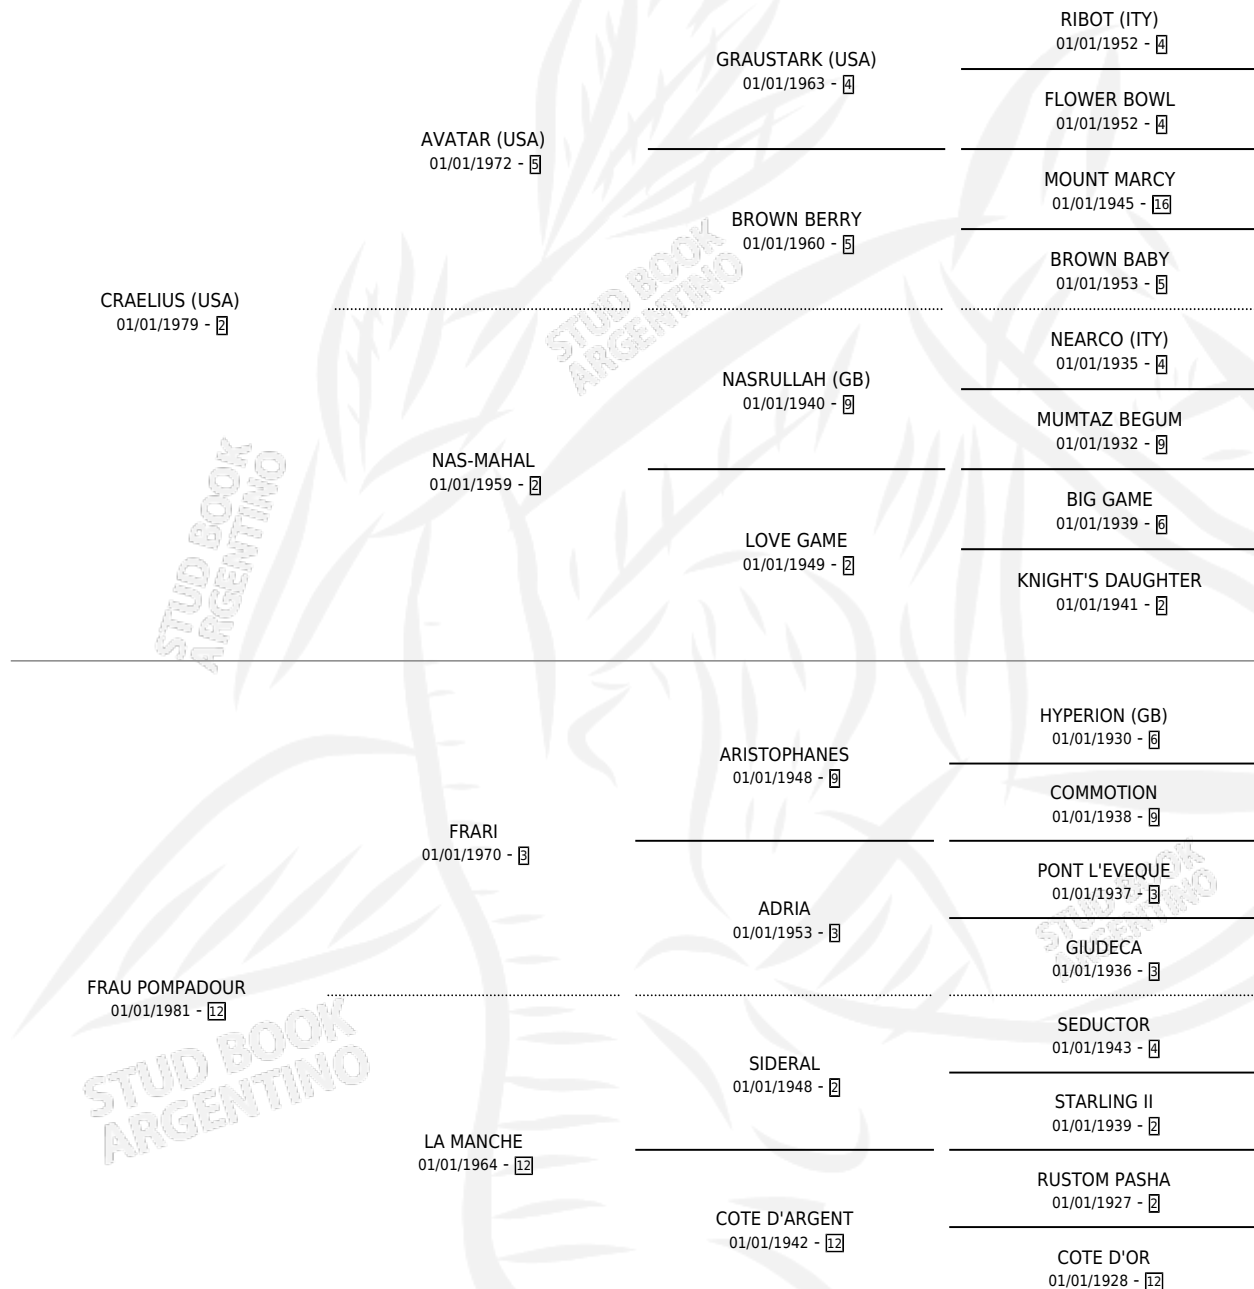 RIBOT (ITY)
01/01/1952 - 4
GRAUSTARK (USA)
01/01/1963 - 4
FLOWER BOWL
01/01/1952 - 4
AVATAR (USA)
01/01/1972 - 5
MOUNT MARCY
01/01/1945 - 16
BROWN BERRY
01/01/1960 - 5
BROWN BABY
01/01/1953 - 5
CRAELIUS (USA)
01/01/1979 - 2
STUD BOOK
ARGENTINO
NEARCO (ITY)
01/01/1935 - 4
NASRULLAH (GB)
01/01/1940 - 9
MUMTAZ BEGUM
01/01/1932 - 9
NAS-MAHAL
01/01/1959 - 2
BIG GAME
01/01/1939 - 6
LOVE GAME
01/01/1949 - 2
KNIGHT'S DAUGHTER
01/01/1941 - 2
STUD BOOK
ARGENTINO
HYPERION (GB)
01/01/1930 - 6
ARISTOPHANES
01/01/1948 - 9
COMMOTION
01/01/1938 - 9
FRARI
01/01/1970 - 3
PONT L'EVEQUE
01/01/1937 - 3
ADRIA
01/01/1953 - 3
STUD BOOK
ARGENTINO
GIUDECA
01/01/1936 - 3
FRAU POMPADOUR
01/01/1981 - 12
SEDUCTOR
01/01/1943 - 4
SIDERAL
01/01/1948 - 2
STARLING II
01/01/1939 - 2
STUD BOOK
ARGENTINO
LA MANCHE
01/01/1964 - 12
RUSTOM PASHA
01/01/1927 - 2
COTE D'ARGENT
01/01/1942 - 12
COTE D'OR
01/01/1928 - 12